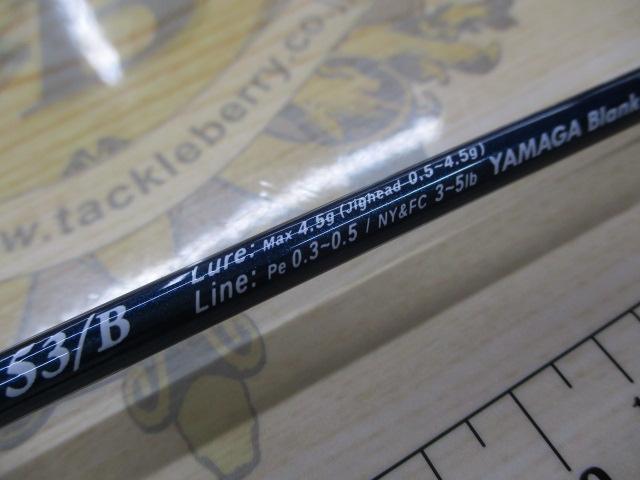 www.tackleberry.co.j
53/B
Lure: Max 4.5g (Jighead 0.5~4.5g)
Line: Pe 0.3~0.5 / NY&FC 3~5lb
YAMAGA Blank